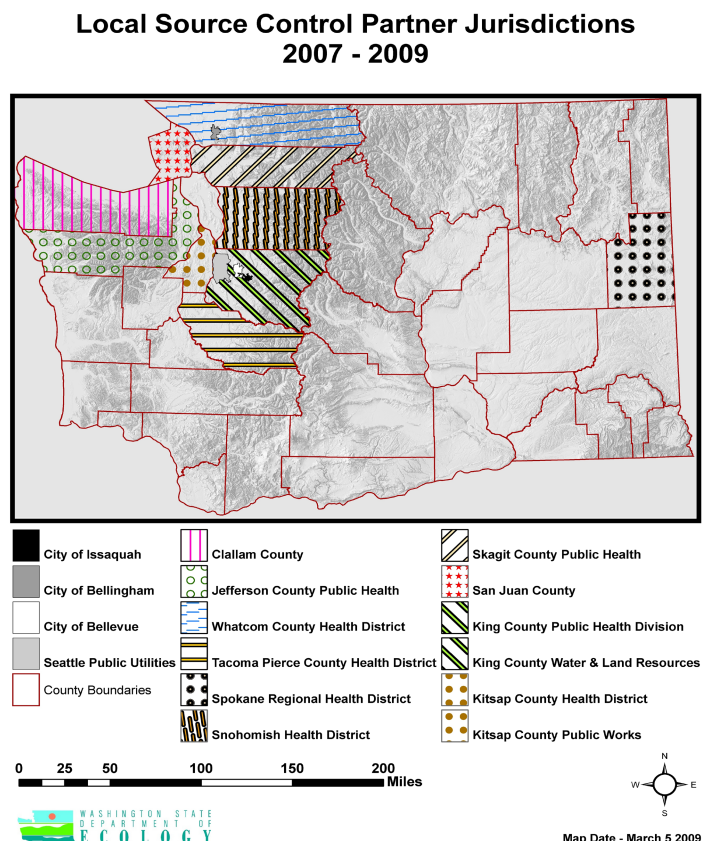 Local Source Control Partner Jurisdictions
2007 - 2009
City of Issaquah
City of Bellingham
City of Bellevue
Seattle Public Utilities
County Boundaries
Clallam County
Jefferson County Public Health
Whatcom County Health District
Tacoma Pierce County Health District
Spokane Regional Health District
Snohomish Health District
Skagit County Public Health
San Juan County
King County Public Health Division
King County Water & Land Resources
Kitsap County Health District
Kitsap County Public Works
0 25 50 100 150 200
Miles
N
W E
S
WASHINGTON STATE
DEPARTMENT OF
ECOLOGY
Map Date - March 5 2009